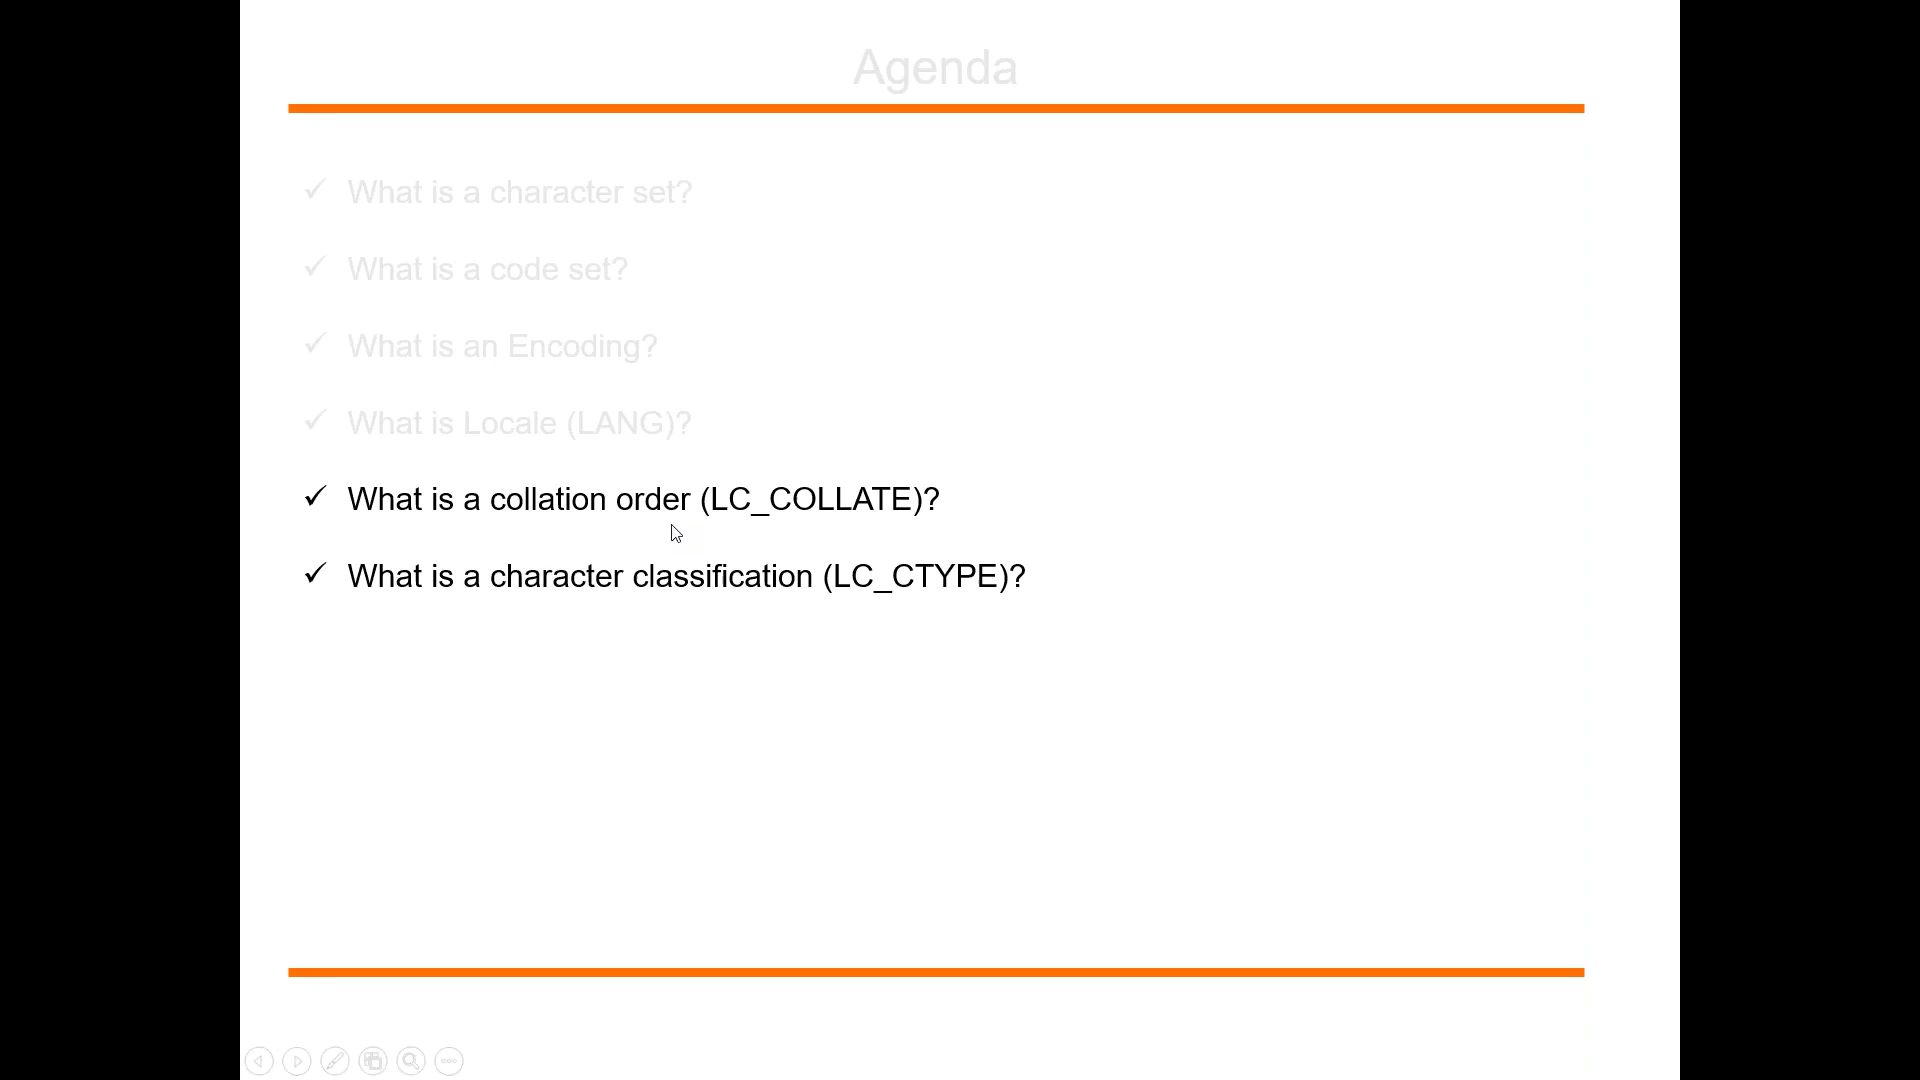 Agenda
What is a character set?
What is a code set?
What is an Encoding?
What is Locale (LANG)?
What is a collation order (LC_COLLATE)?
What is a character classification (LC_CTYPE)?